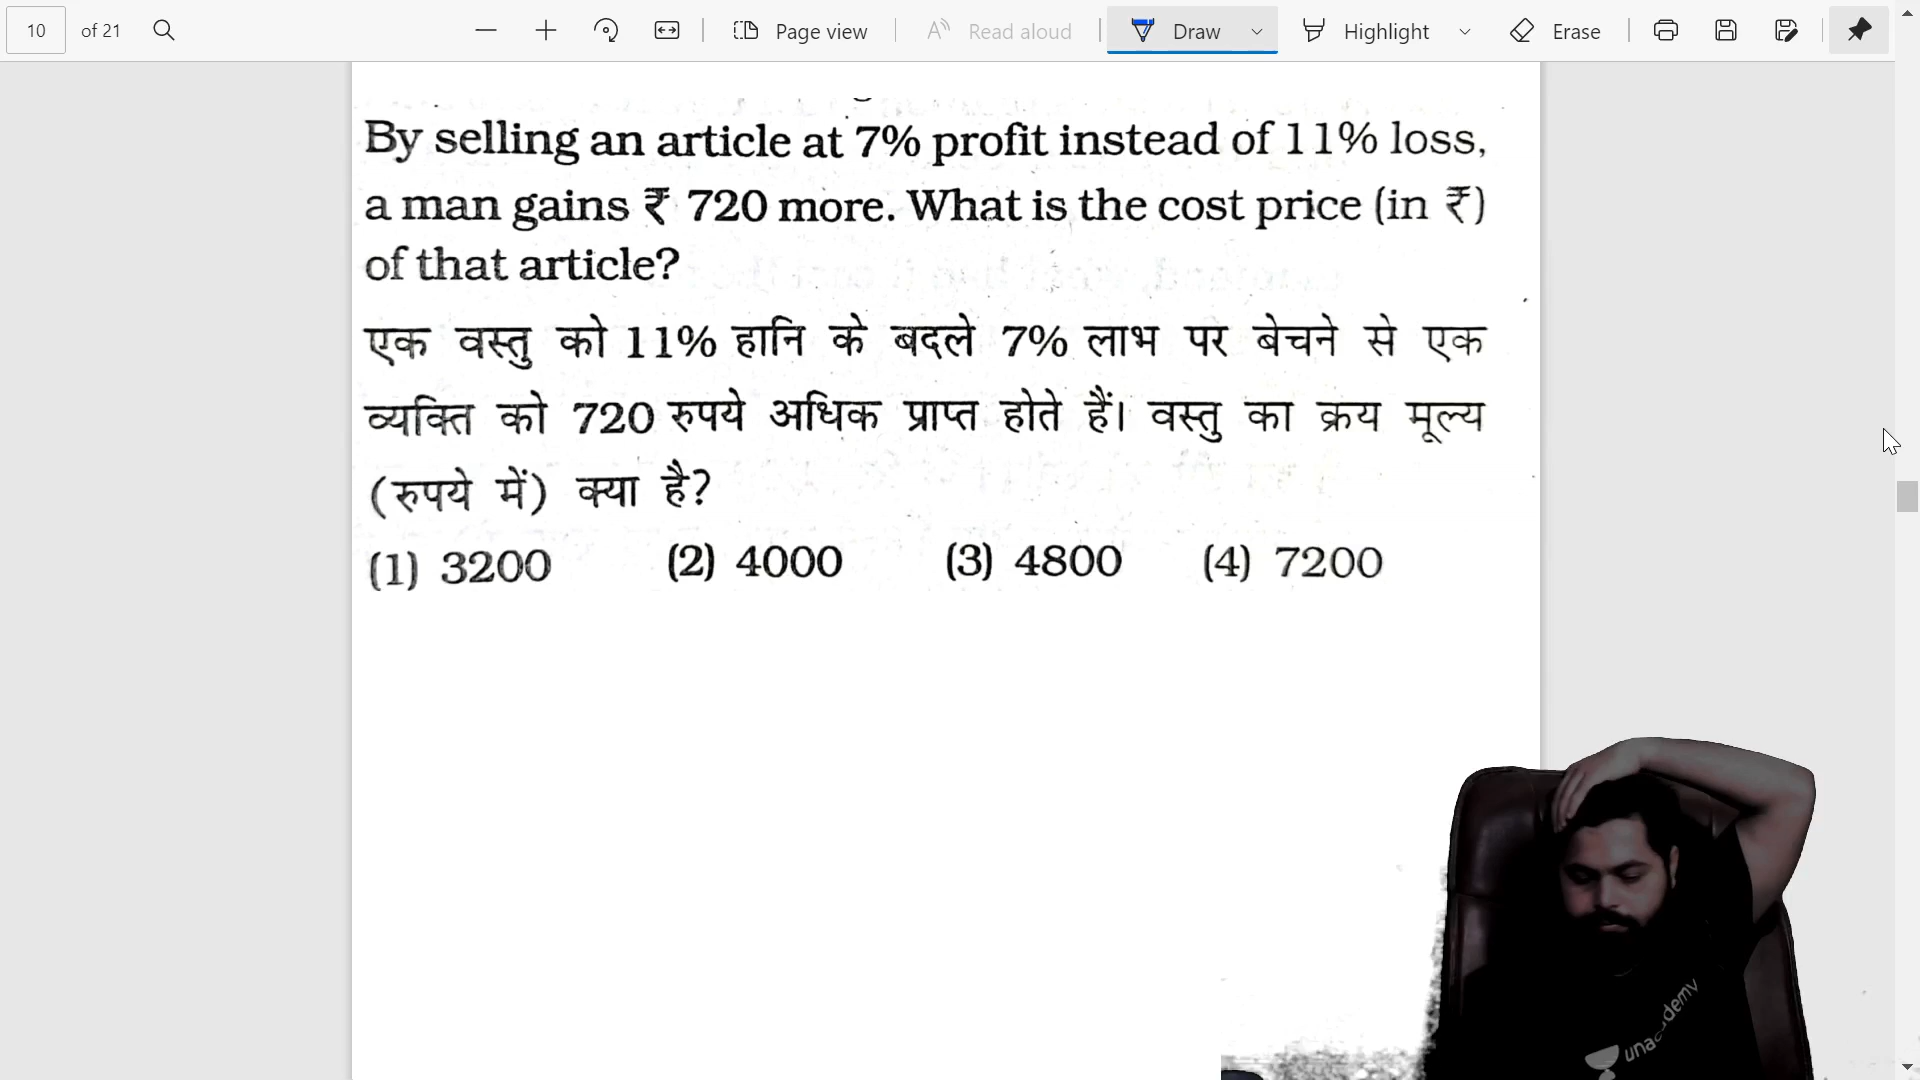 10 of 21 Page view Read aloud Draw Highlight Erase
By selling an article at 7% profit instead of 11% loss,
a man gains ₹ 720 more. What is the cost price (in ₹)
of that article?
एक वस्तु को 11% हानि के बदले 7% लाभ पर बेचने से एक
व्यक्ति को 720 रुपये अधिक प्राप्त होते हैं। वस्तु का क्रय मूल्य
(रुपये में) क्या है?
(1) 3200 (2) 4000 (3) 4800 (4) 7200
unacademy